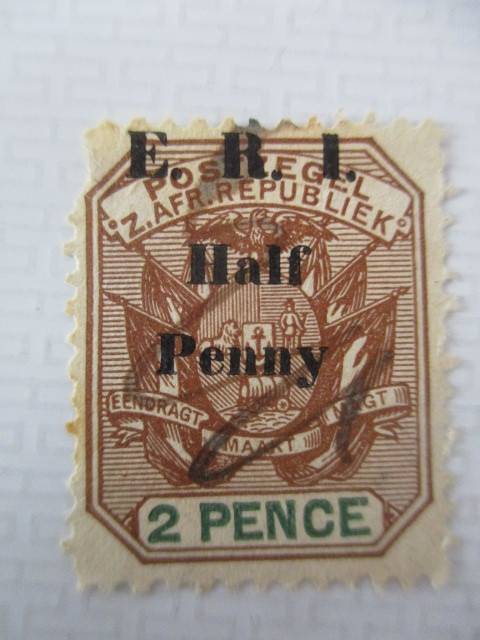 E. R. I.
POSTZEGEL
Z. AFR. REPUBLIEK
Half
Penny
EENDRAGT MAAKT MAGT
2 PENCE